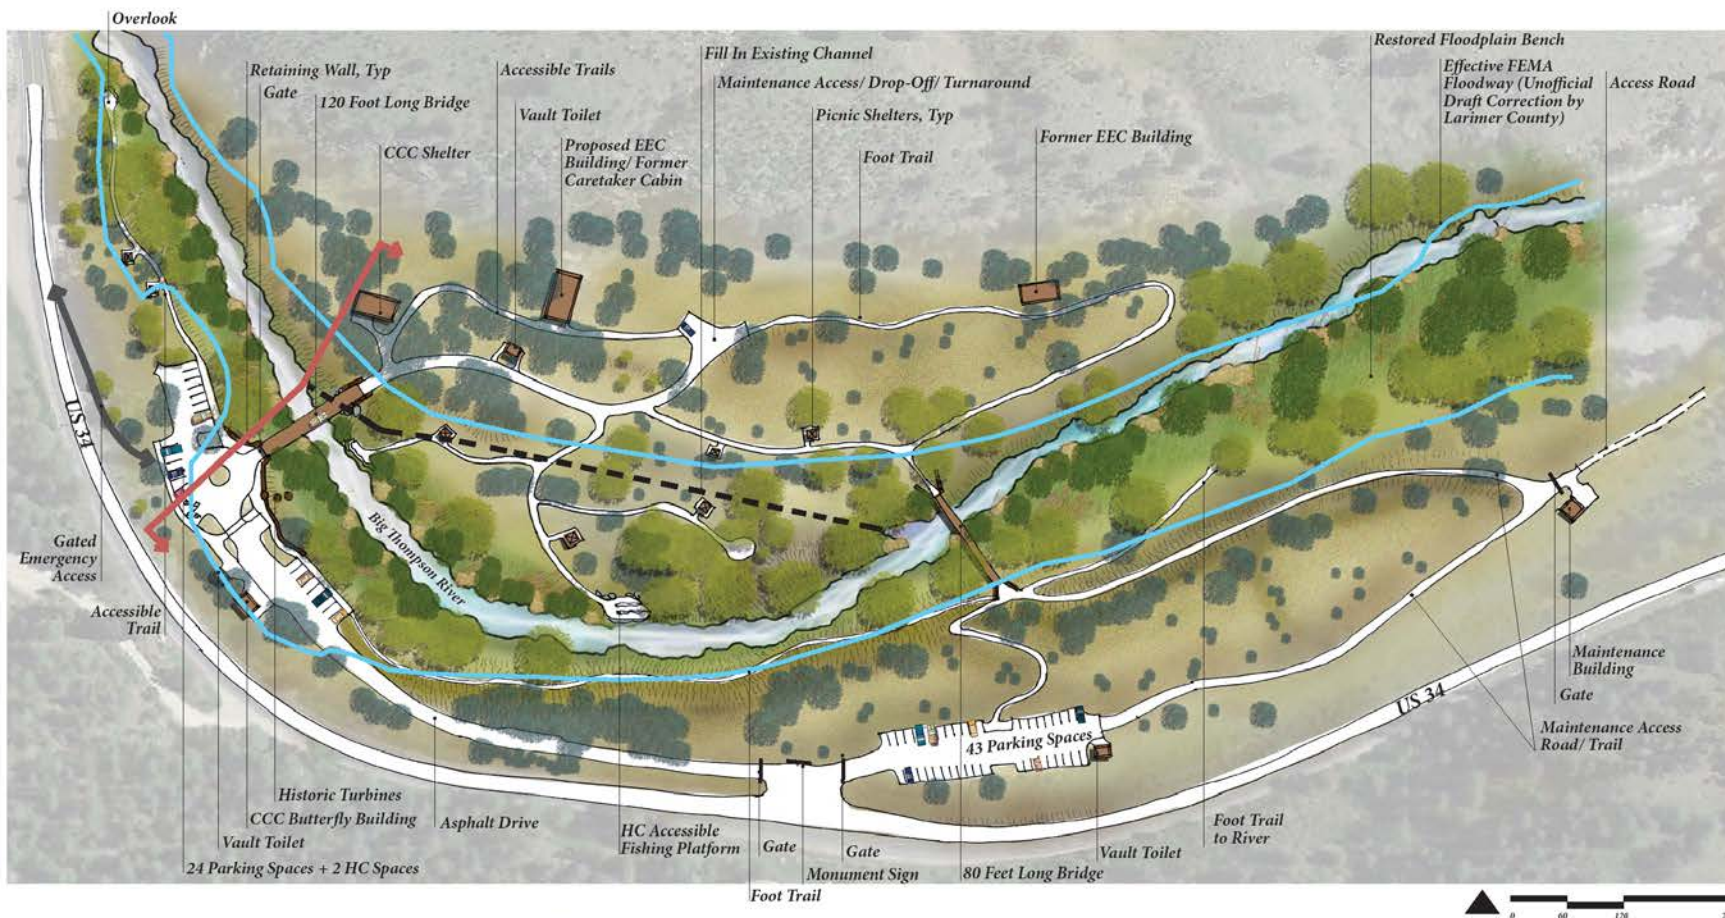 Overlook
Retaining Wall, Typ
Gate
120 Foot Long Bridge
CCC Shelter
Accessible Trails
Vault Toilet
Proposed EEC
Building/ Former
Caretaker Cabin
Fill In Existing Channel
Maintenance Access/ Drop-Off/ Turnaround
Picnic Shelters, Typ
Foot Trail
Former EEC Building
Restored Floodplain Bench
Effective FEMA
Floodway (Unofficial
Draft Correction by
Larimer County)
Access Road
US 34
Big Thompson River
Gated
Emergency
Access
Accessible
Trail
US 34
43 Parking Spaces
Maintenance
Building
Gate
Maintenance Access
Road/ Trail
Historic Turbines
CCC Butterfly Building
Vault Toilet
24 Parking Spaces + 2 HC Spaces
Asphalt Drive
HC Accessible
Fishing Platform
Gate
Gate
Monument Sign
Foot Trail
80 Feet Long Bridge
Vault Toilet
Foot Trail
to River
0 60 120